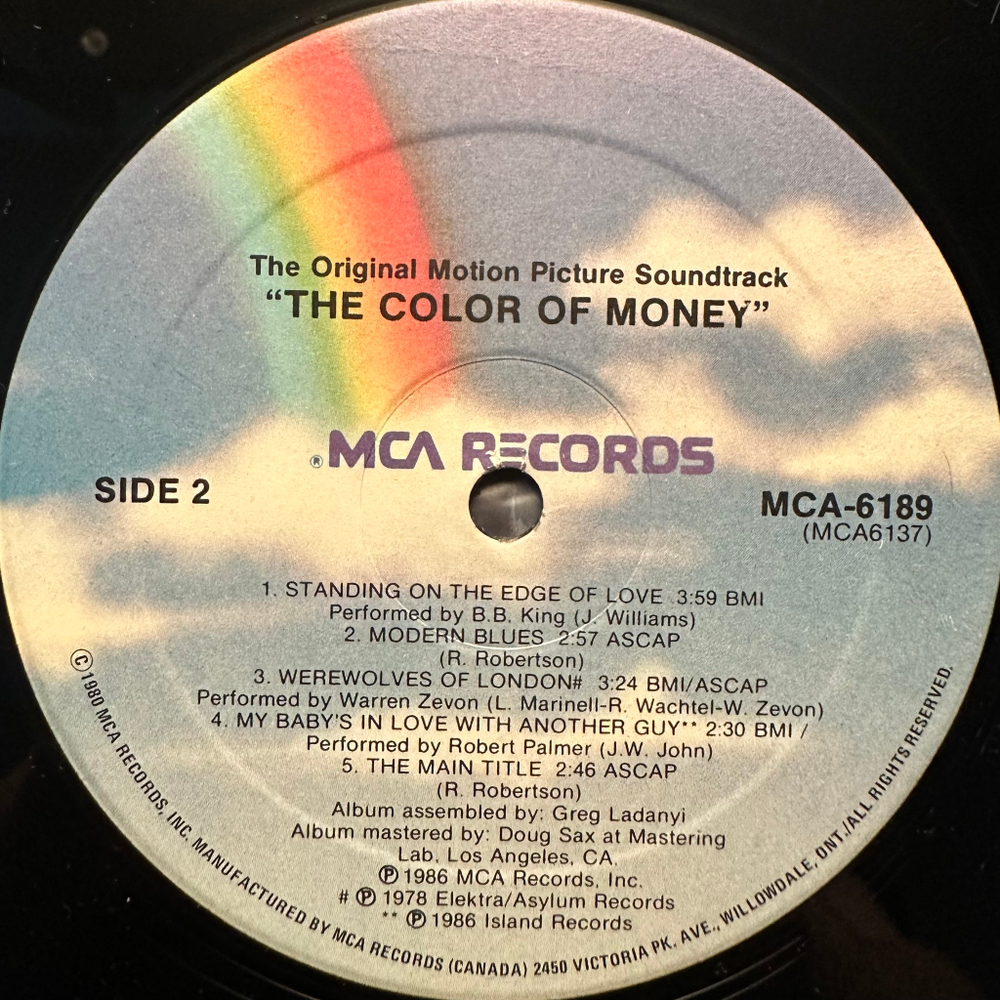 The Original Motion Picture Soundtrack
“THE COLOR OF MONEY”
®MCA RECORDS
SIDE 2
MCA-6189
(MCA6137)
1. STANDING ON THE EDGE OF LOVE 3:59 BMI
Performed by B.B. King (J. Williams)
2. MODERN BLUES 2:57 ASCAP
(R. Robertson)
3. WEREWOLVES OF LONDON# 3:24 BMI/ASCAP
Performed by Warren Zevon (L. Marinell-R. Wachtel-W. Zevon)
4. MY BABY'S IN LOVE WITH ANOTHER GUY** 2:30 BMI /
Performed by Robert Palmer (J.W. John)
5. THE MAIN TITLE 2:46 ASCAP
(R. Robertson)
Album assembled by: Greg Ladanyi
Album mastered by: Doug Sax at Mastering
Lab, Los Angeles, CA.
℗ 1986 MCA Records, Inc.
# ℗ 1978 Elektra/Asylum Records
** ℗ 1986 Island Records
©1980 MCA RECORDS, INC. MANUFACTURED BY MCA RECORDS (CANADA) 2450 VICTORIA PK. AVE., WILLOWDALE, ONT./ALL RIGHTS RESERVED.